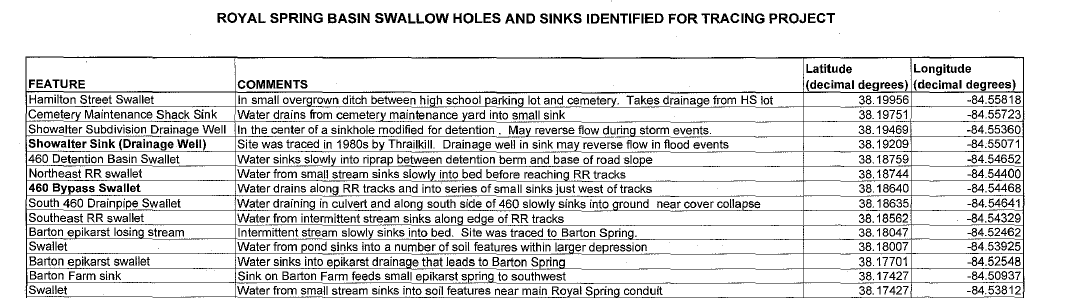 ROYAL SPRING BASIN SWALLOW HOLES AND SINKS IDENTIFIED FOR TRACING PROJECT
Latitude Longitude
FEATURE COMMENTS (decimal degrees) (decimal degrees)
Hamilton Street Swallet In small overgrown ditch between high school parking lot and cemetery. Takes drainage from HS lot 38.19956 -84.55818
Cemetery Maintenance Shack Sink Water drains from cemetery maintenance yard into small sink 38.19751 -84.55723
Showalter Subdivision Drainage Well In the center of a sinkhole modified for detention . May reverse flow during storm events. 38.19469 -84.55360
Showalter Sink (Drainage Well) Site was traced in 1980s by Thrailkill. Drainage well in sink may reverse flow in flood events 38.19209 -84.55071
460 Detention Basin Swallet Water sinks slowly into riprap between detention berm and base of road slope 38.18759 -84.54652
Northeast RR swallet Water from small stream sinks slowly into bed before reaching RR tracks 38.18744 -84.54400
460 Bypass Swallet Water drains along RR tracks and into series of small sinks just west of tracks 38.18640 -84.54468
South 460 Drainpipe Swallet Water draining in culvert and along south side of 460 slowly sinks into ground near cover collapse 38.18635 -84.54641
Southeast RR swallet Water from intermittent stream sinks along edge of RR tracks 38.18562 -84.54329
Barton epikarst losing stream Intermittent stream slowly sinks into bed. Site was traced to Barton Spring. 38.18047 -84.52462
Swallet Water from pond sinks into a number of soil features within larger depression 38.18007 -84.53925
Barton epikarst swallet Water sinks into epikarst drainage that leads to Barton Spring 38.17701 -84.52548
Barton Farm sink Sink on Barton Farm feeds small epikarst spring to southwest 38.17427 -84.50937
Swallet Water from small stream sinks into soil features near main Royal Spring conduit 38.17427 -84.53812